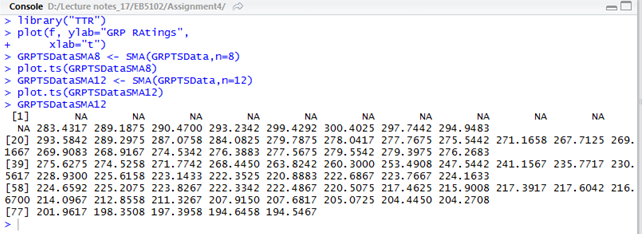 Console D:/Lecture notes_17/EB5102/Assignment4/
> library("TTR")
> plot(f, ylab="GRP RAtings",
+ xlab="t")
> GRPTSDataSMA8 <- SMA(GRPTSData,n=8)
> plot.ts(GRPTSDataSMA8)
> GRPTSDataSMA12 <- SMA(GRPTSData,n=12)
> plot.ts(GRPTSDataSMA12)
> GRPTSDataSMA12
[1] NA NA NA NA NA NA NA NA NA NA
NA 283.4317 289.1875 290.4700 293.2342 299.4292 300.4025 297.7442 294.9483
[20] 293.5842 289.2975 287.0758 284.0825 279.7875 278.0417 277.7675 275.5442 271.1658 267.7125 269.
1667 269.9083 268.9167 274.5342 276.3883 277.5675 279.5542 279.3975 276.2683
[39] 275.6275 274.5258 271.7742 268.4450 263.8242 260.3000 253.4908 247.5442 241.1567 235.7717 230.
5617 228.9300 225.6158 223.1433 222.3525 220.8883 222.6867 223.7667 224.1633
[58] 224.6592 225.2075 223.8267 222.3342 222.4867 220.5075 217.4625 215.9008 217.3917 217.6042 216.
6700 214.0967 212.8558 211.3267 207.9150 207.6817 205.0725 204.4450 204.2708
[77] 201.9617 198.3508 197.3958 194.6458 194.5467
>